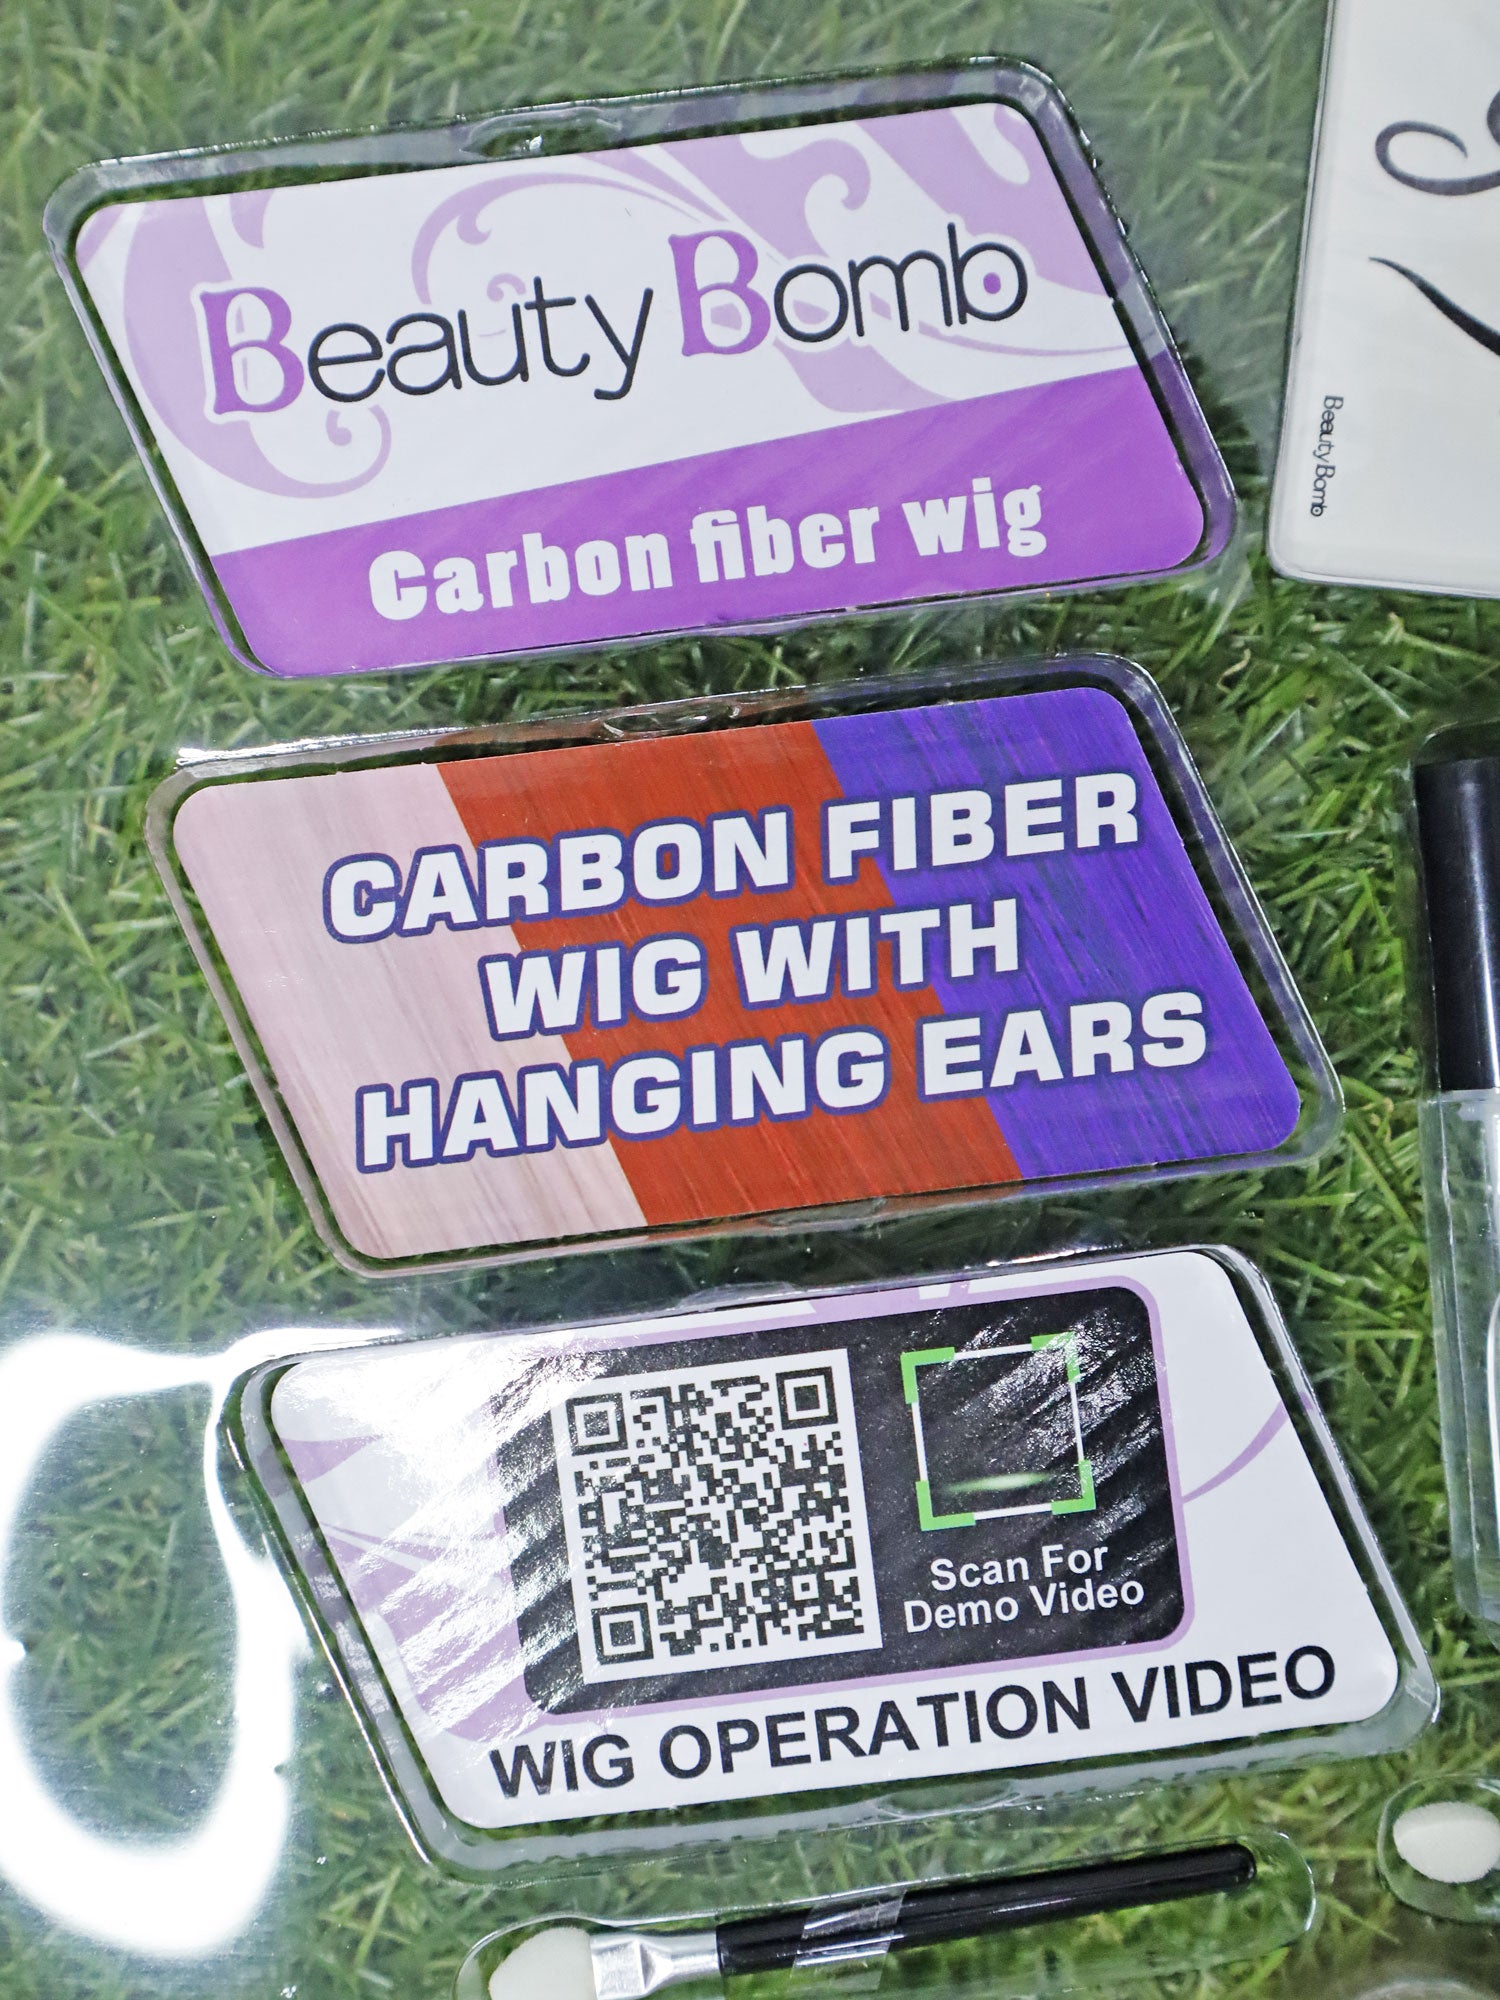 Beauty Bomb
Carbon fiber wig
Beauty Bomb
CARBON FIBER
WIG WITH
HANGING EARS
Scan For
Demo Video
WIG OPERATION VIDEO